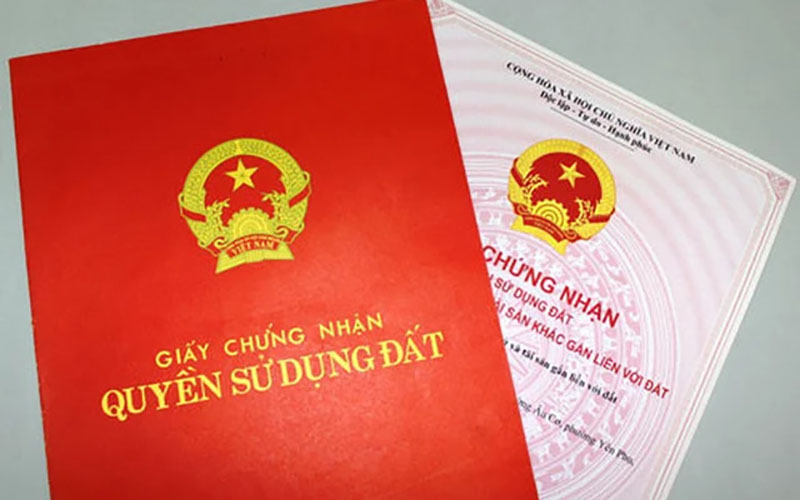 VIỆT NAM
GIẤY CHỨNG NHẬN
QUYỀN SỬ DỤNG ĐẤT
CỘNG HÒA XÃ HỘI CHỦ NGHĨA VIỆT NAM
Độc lập - Tự do - Hạnh phúc
CHỨNG NHẬN
SỬ DỤNG ĐẤT
SẢN KHÁC GẮN LIỀN VỚI ĐẤT
và tài sản gắn liền với đất
Âu Cơ, phường Yên Phụ,